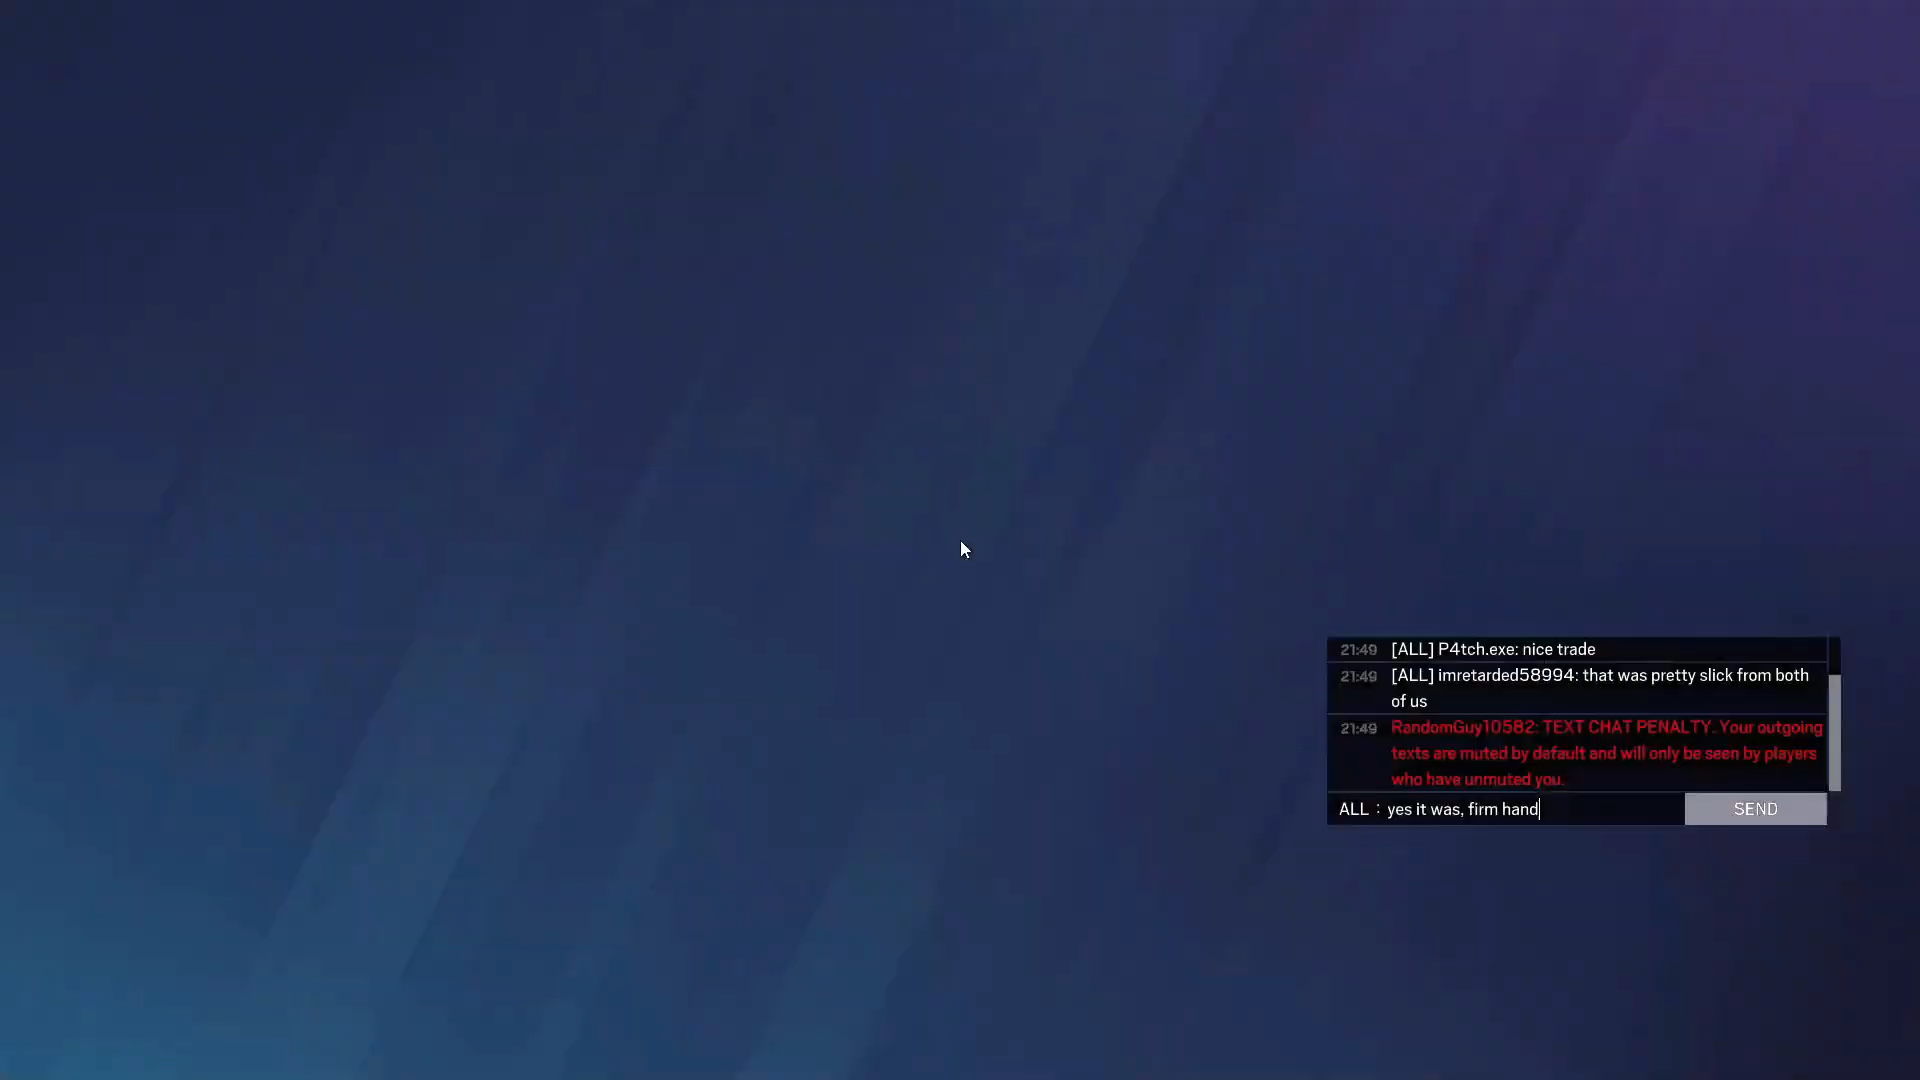 21:49 [ALL] P4tch.exe: nice trade
21:49 [ALL] imretarded58994: that was pretty slick from both
of us
21:49 RandomGuy10582: TEXT CHAT PENALTY. Your outgoing
texts are muted by default and will only be seen by players
who have unmuted you.
ALL : yes it was, firm hand SEND